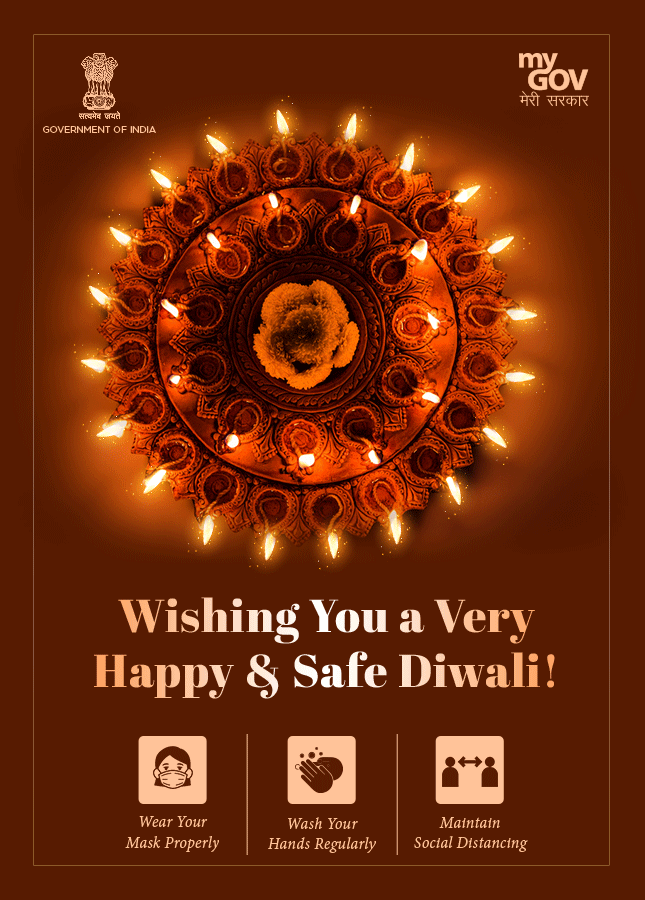 सत्यमेव जयते
GOVERNMENT OF INDIA
my
GOV
मेरी सरकार
Wishing You a Very
Happy & Safe Diwali!
Wear Your
Mask Properly
Wash Your
Hands Regularly
Maintain
Social Distancing